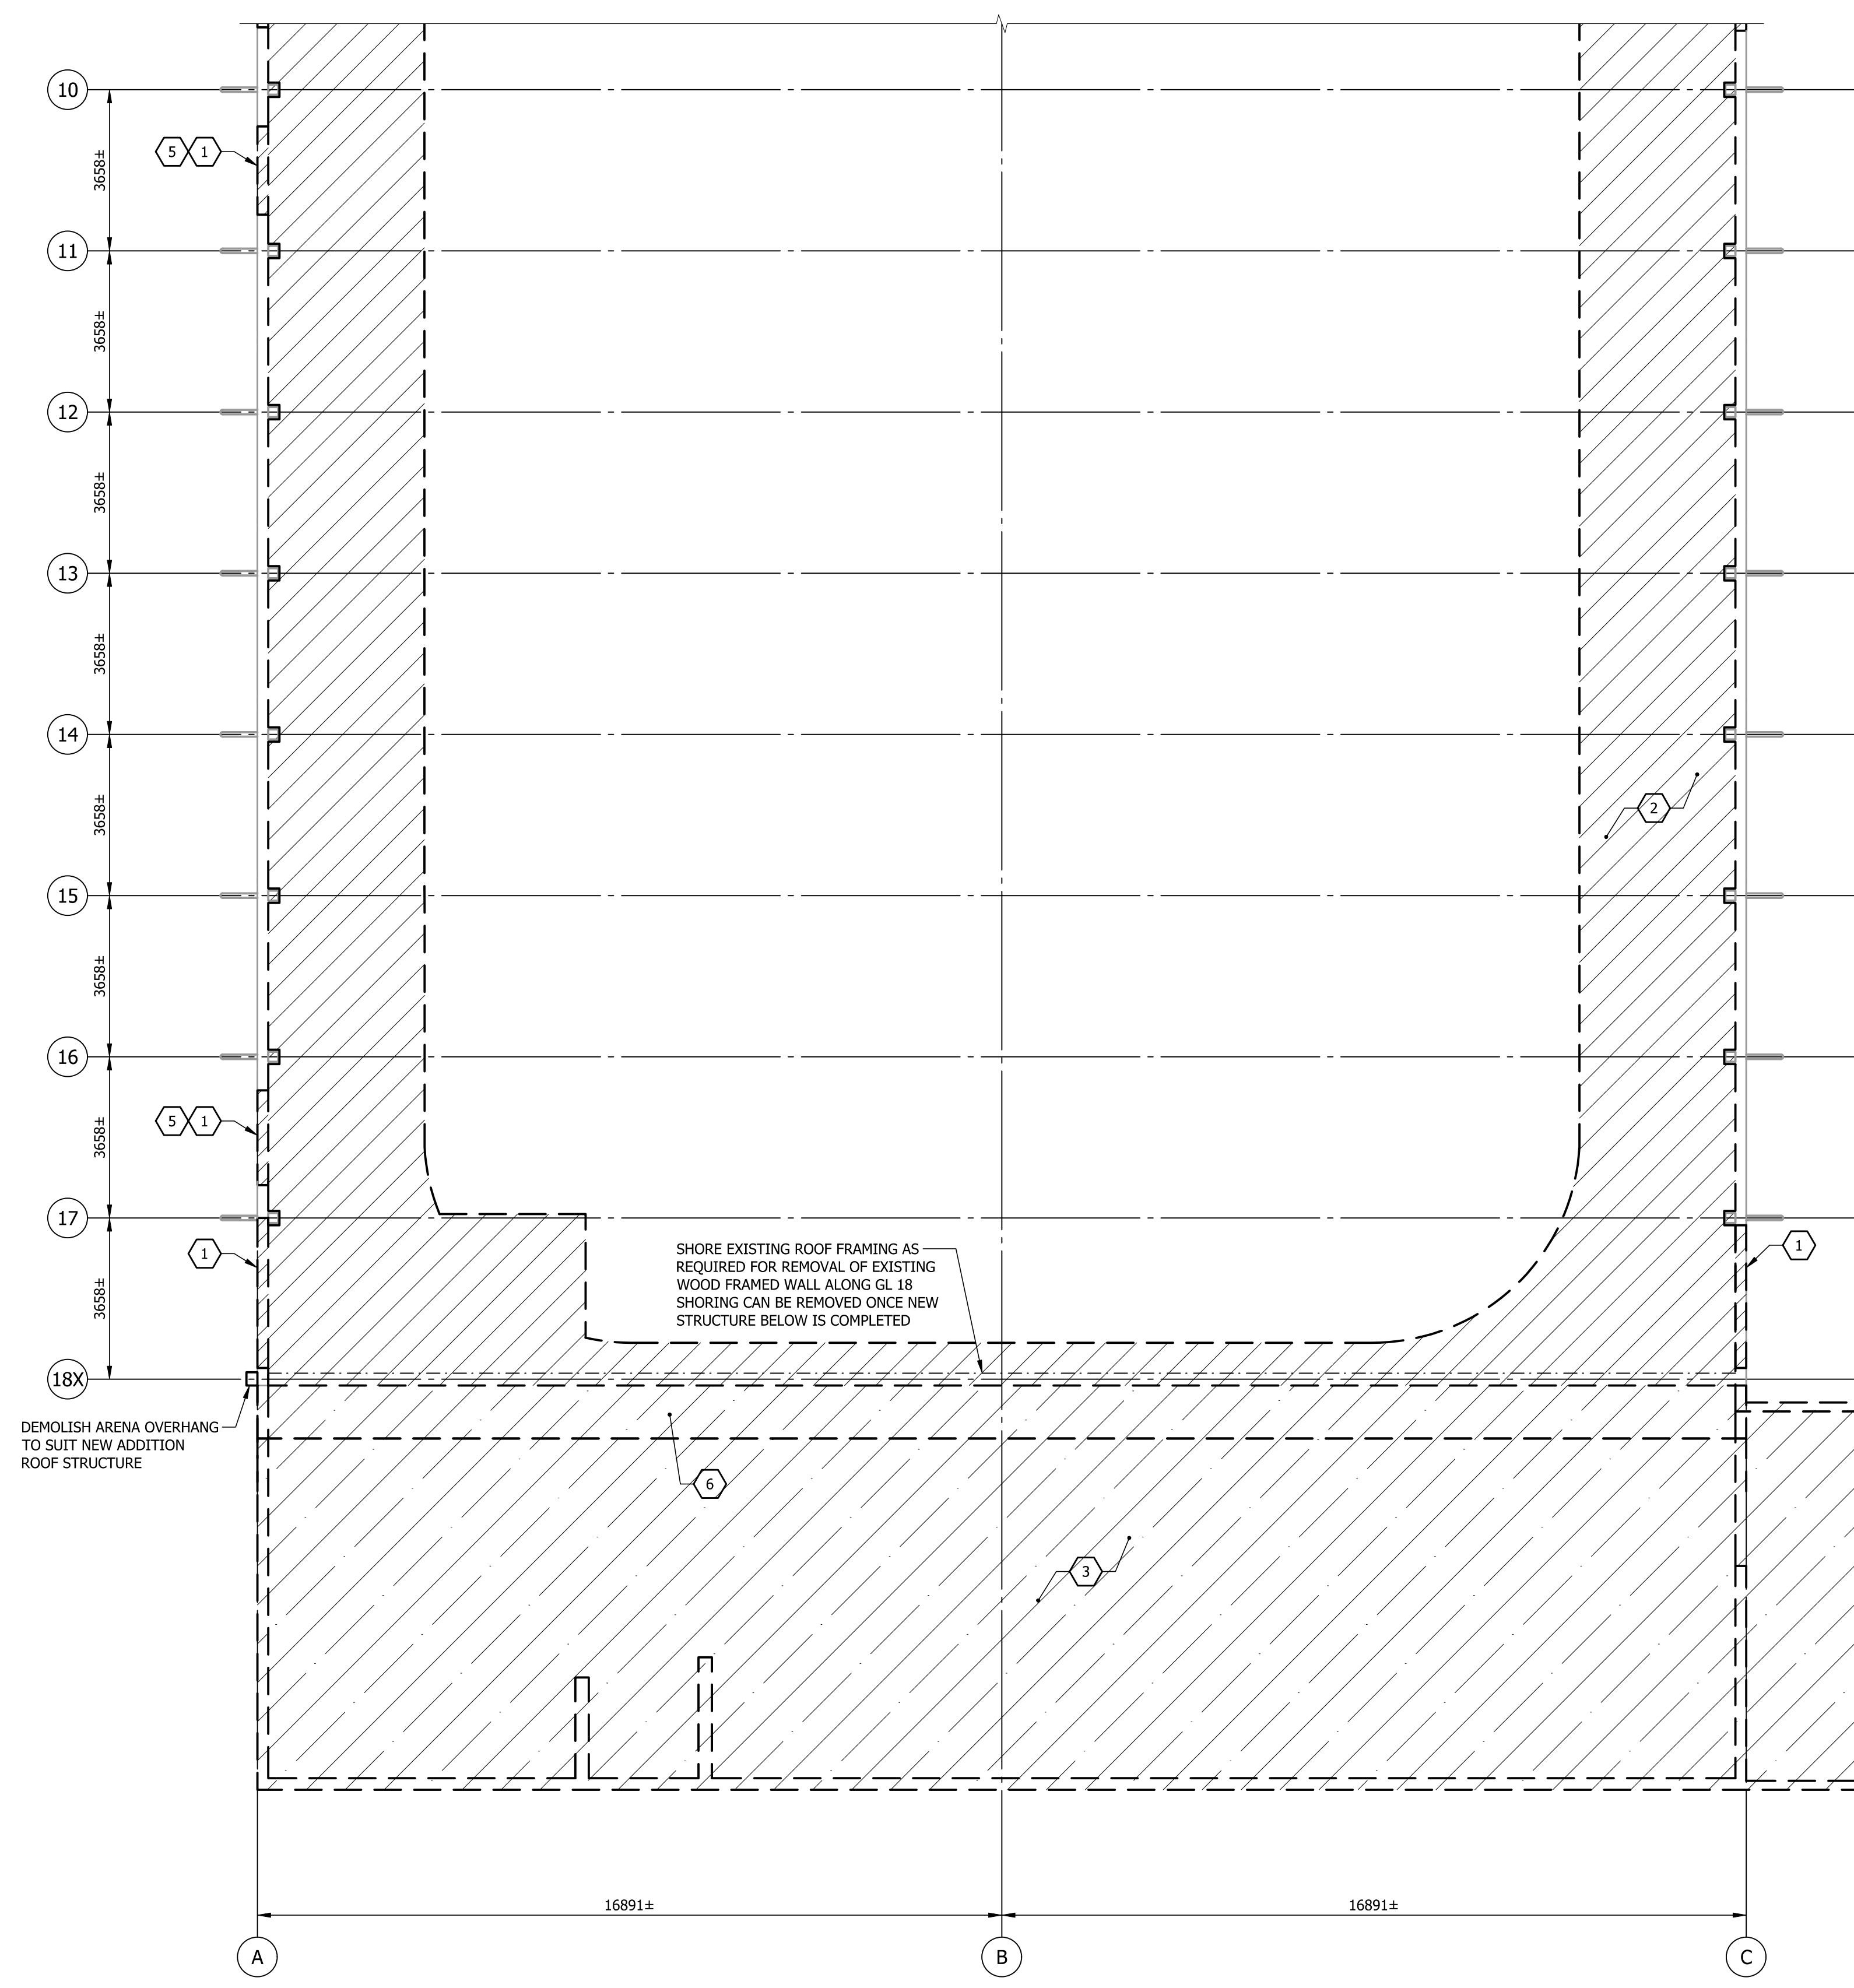 10
3658±
5
1
11
3658±
12
3658±
13
3658±
14
3658±
2
15
3658±
16
3658±
5
1
17
3658±
1
1
SHORE EXISTING ROOF FRAMING AS
REQUIRED FOR REMOVAL OF EXISTING
WOOD FRAMED WALL ALONG GL 18
SHORING CAN BE REMOVED ONCE NEW
STRUCTURE BELOW IS COMPLETED
18X
DEMOLISH ARENA OVERHANG
TO SUIT NEW ADDITION
ROOF STRUCTURE
6
3
16891±
16891±
A
B
C